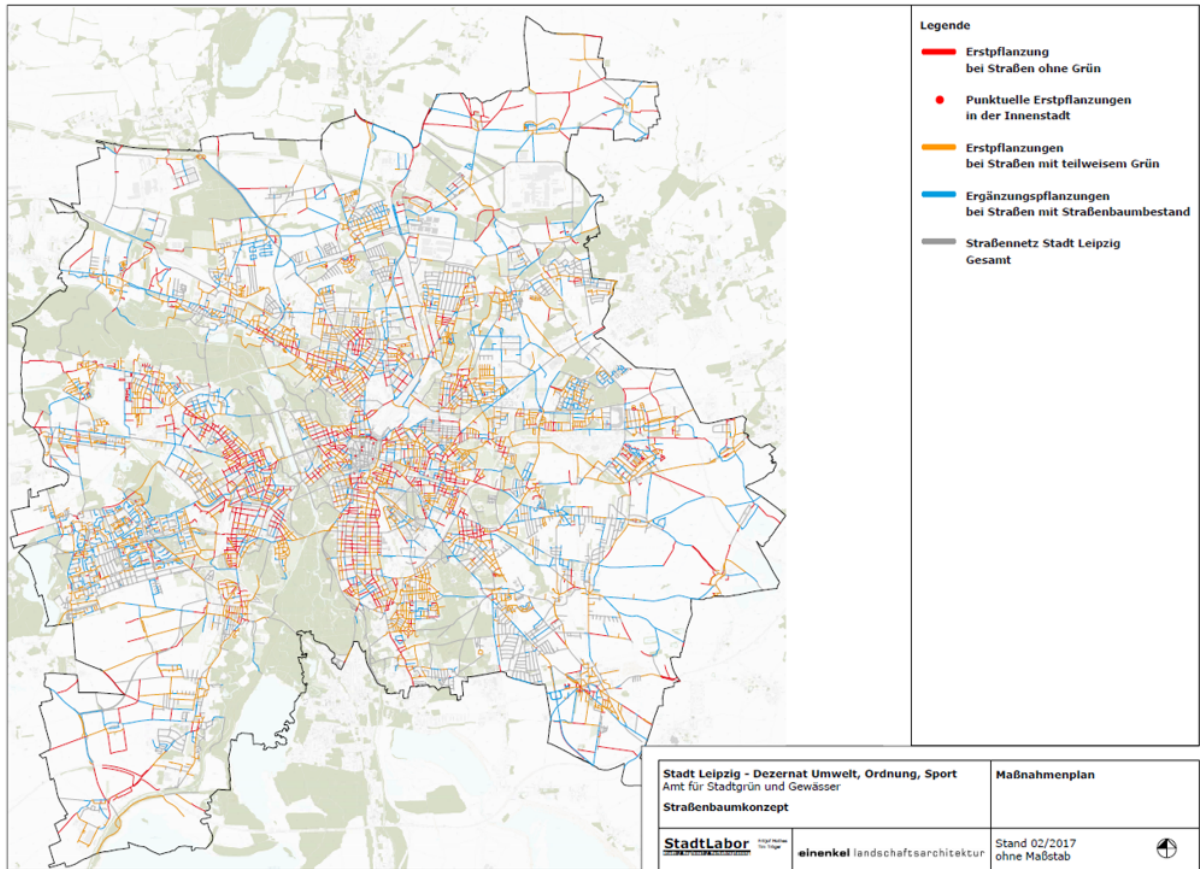 Legende
Erstpflanzung
bei Straßen ohne Grün
Punktuelle Erstpflanzungen
in der Innenstadt
Erstpflanzungen
bei Straßen mit teilweisem Grün
Ergänzungspflanzungen
bei Straßen mit Straßenbaumbestand
Straßennetz Stadt Leipzig
Gesamt
Stadt Leipzig - Dezernat Umwelt, Ordnung, Sport
Amt für Stadtgrün und Gewässer
Straßenbaumkonzept
Maßnahmenplan
StadtLabor
einenkel landschaftsarchitektur
Stand 02/2017
ohne Maßstab